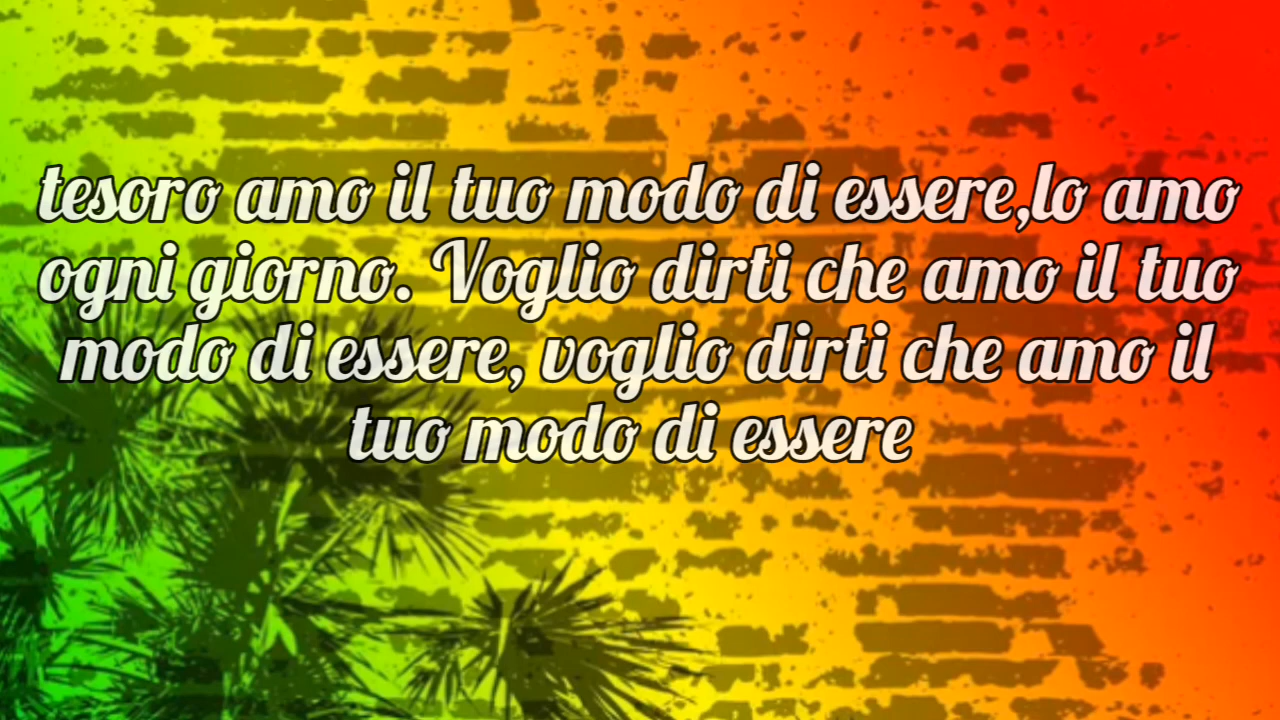 tesoro amo il tuo modo di essere,lo amo
ogni giorno. Voglio dirti che amo il tuo
modo di essere, voglio dirti che amo il
tuo modo di essere